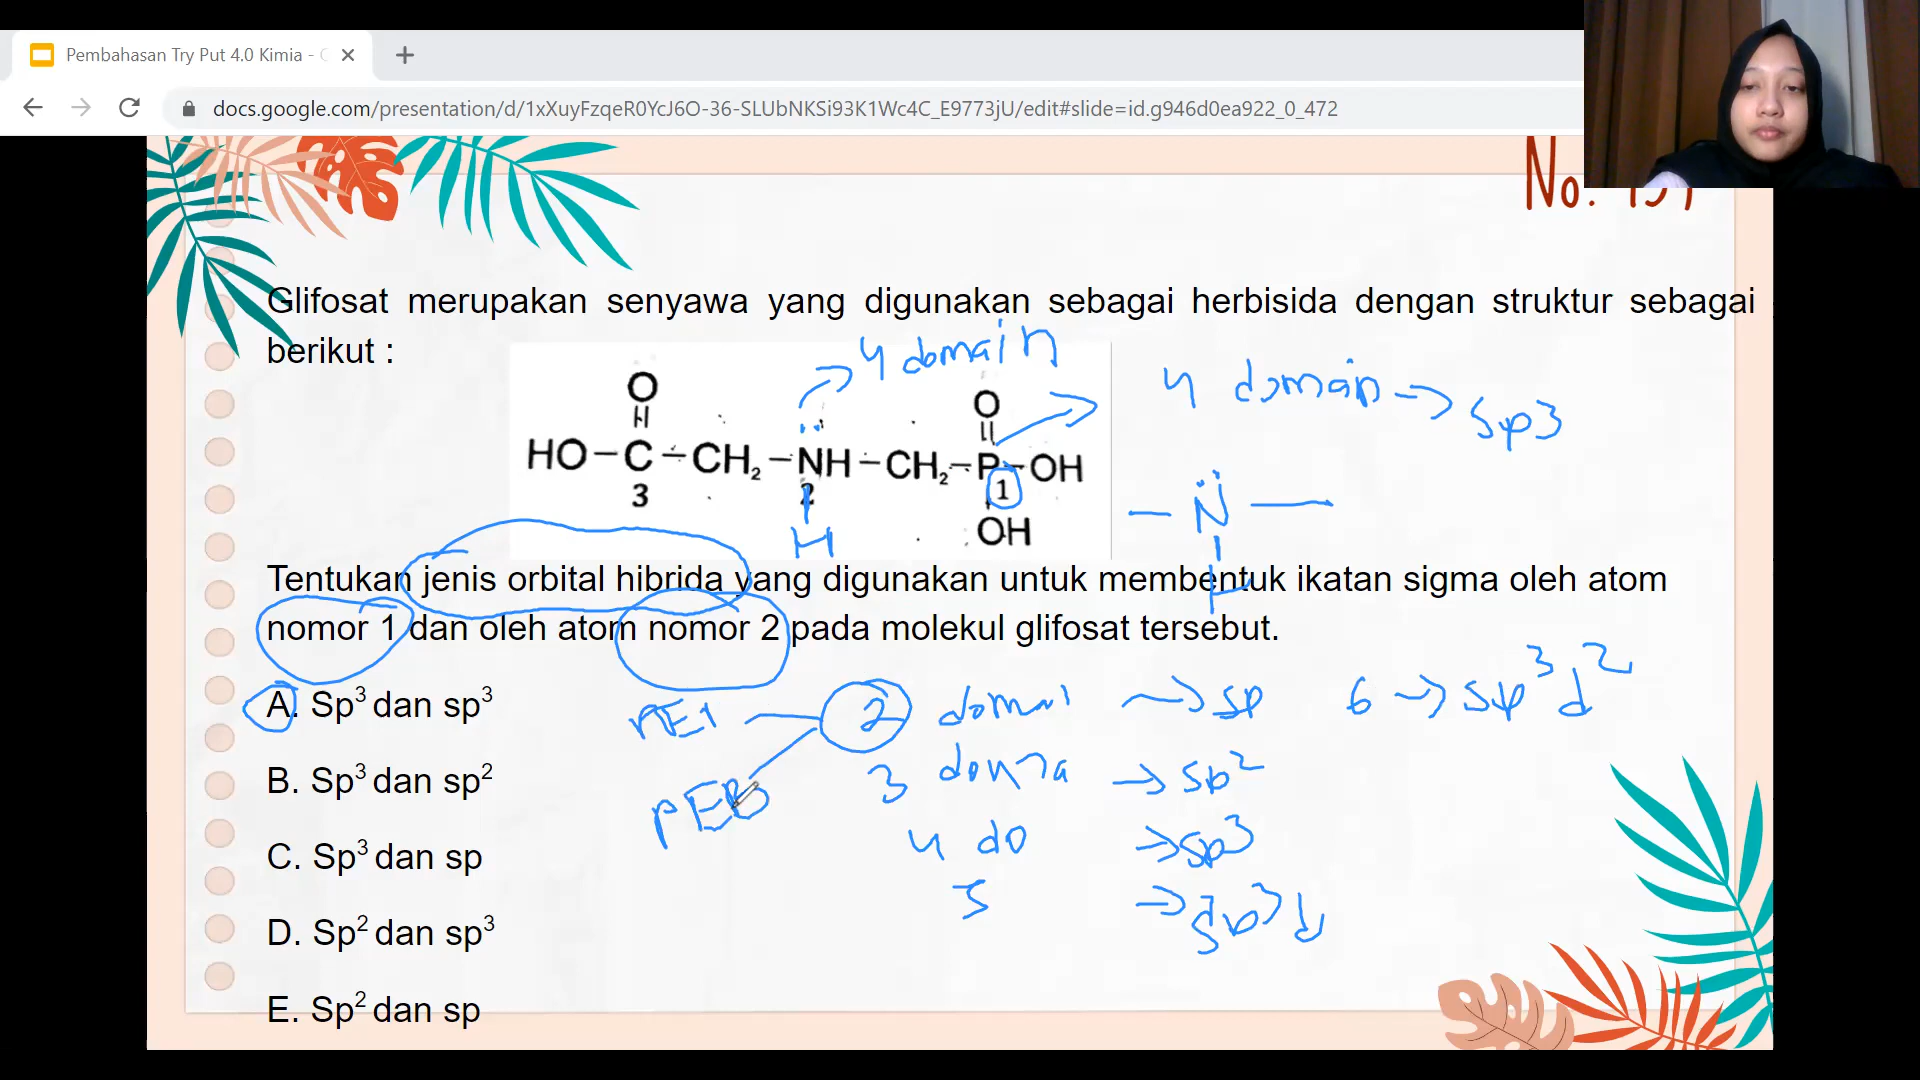 Pembahasan Try Put 4.0 Kimia -
docs.google.com/presentation/d/1xXuyFzqeR0YcJ6O-36-SLUbNKSi93K1Wc4C_E9773jU/edit#slide=id.g946d0ea922_0_472
No.
Glifosat merupakan senyawa yang digunakan sebagai herbisida dengan struktur sebagai
berikut :
4 domain
4 domain → sp3
O O
HO-C-CH₂-NH-CH₂-P-OH
3 2 1
OH
H
N
H
Tentukan jenis orbital hibrida yang digunakan untuk membentuk ikatan sigma oleh atom
nomor 1 dan oleh atom nomor 2 pada molekul glifosat tersebut.
A. Sp³ dan sp³
B. Sp³ dan sp²
C. Sp³ dan sp
D. Sp² dan sp³
E. Sp² dan sp
PEI
PEB
2 domai → sp
3 → sp²
4 do → sp³
5 → sp³d
6 → sp³d²